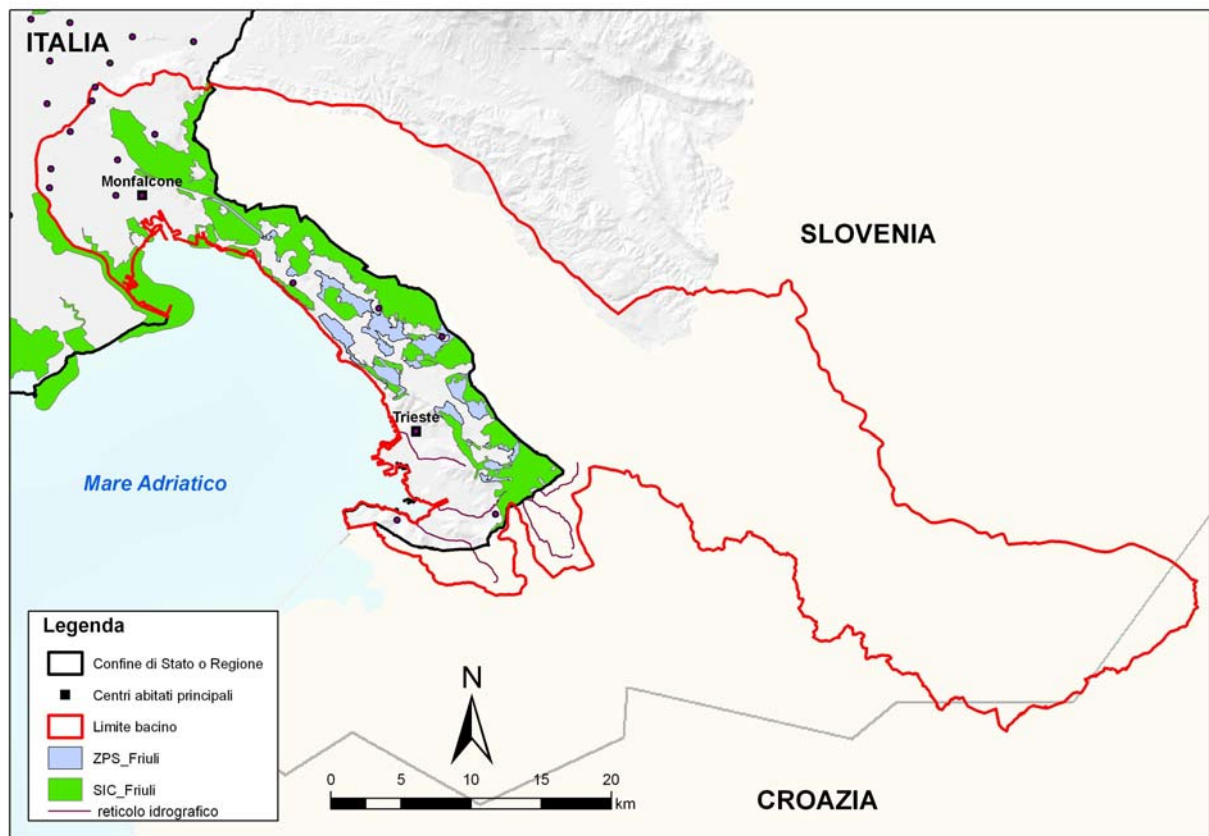 ITALIA
Monfalcone
SLOVENIA
Trieste
Mare Adriatico
Legenda
Confine di Stato o Regione
Centri abitati principali
Limite bacino
ZPS_Friuli
SIC_Friuli
reticolo idrografico
N
0 5 10 15 20
km
CROAZIA